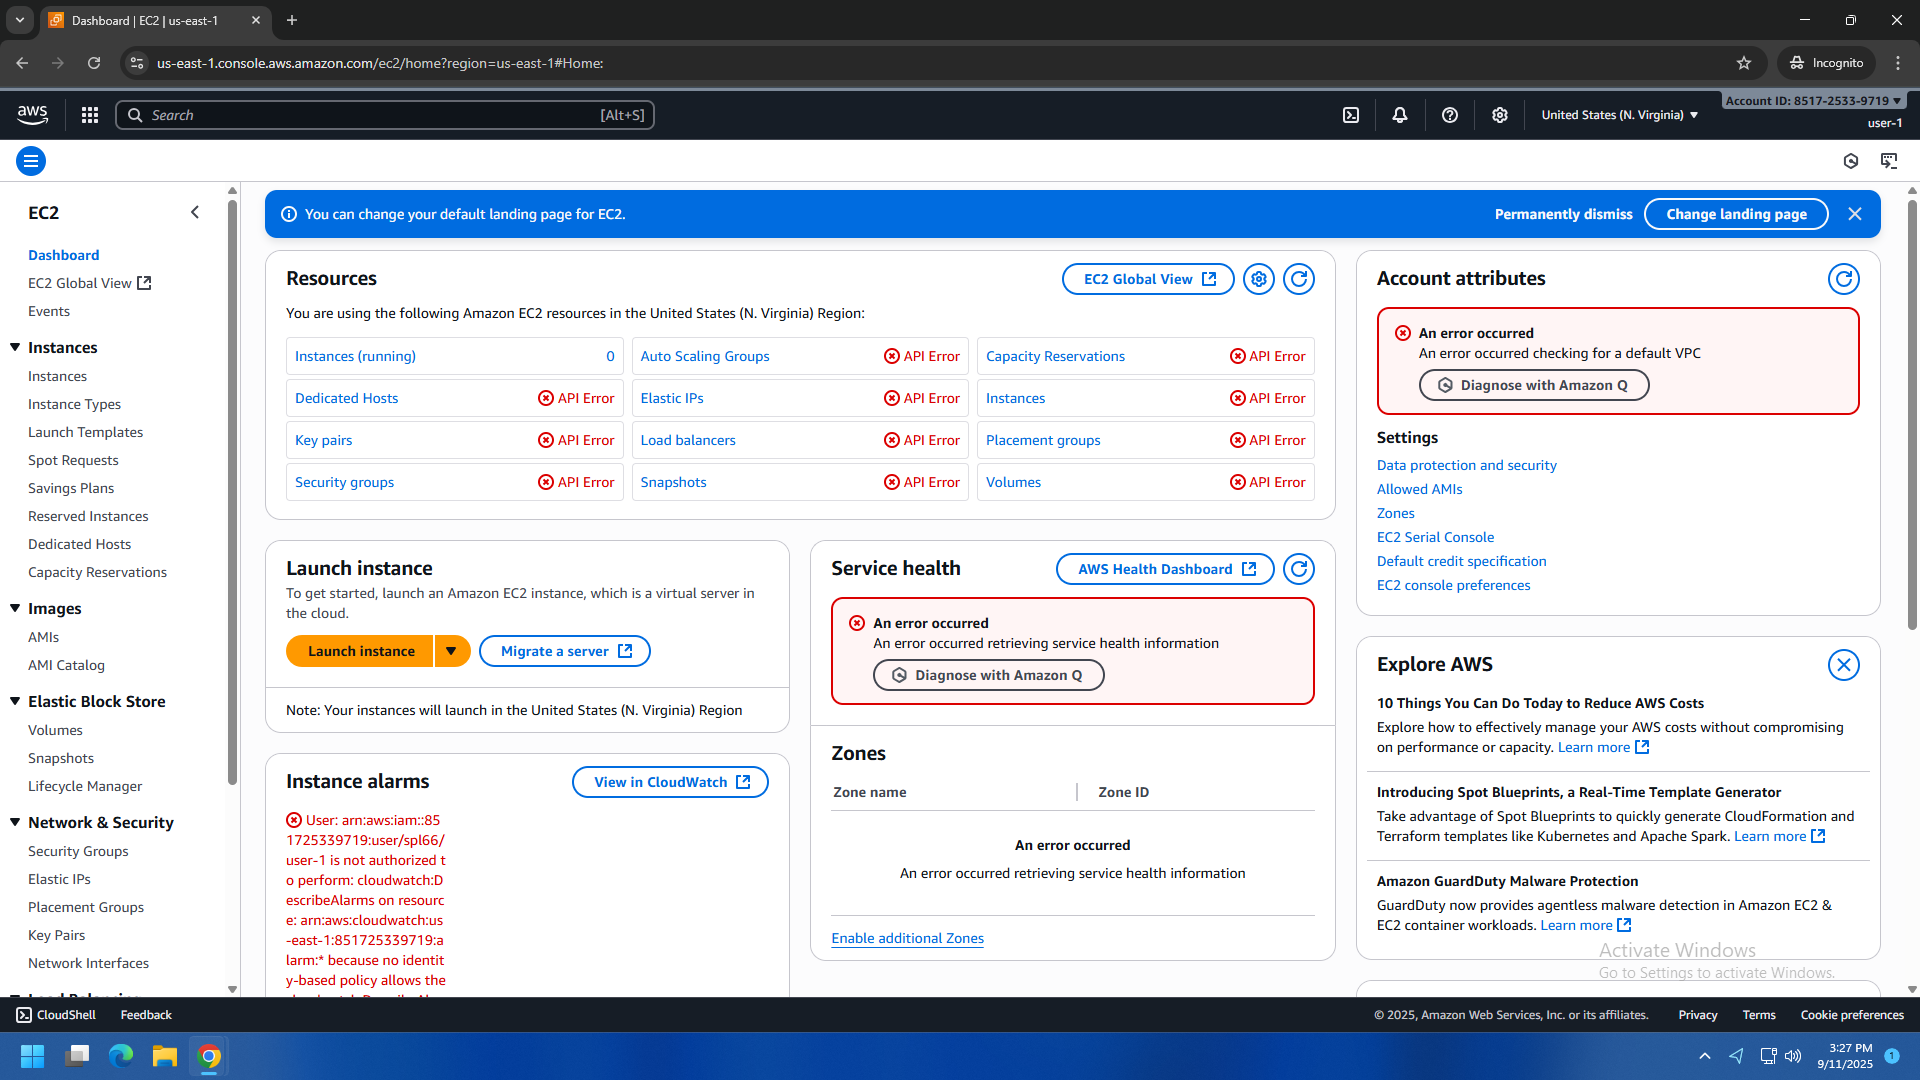 Dashboard | EC2 | us-east-1
us-east-1.console.aws.amazon.com/ec2/home?region=us-east-1#Home:
Incognito
aws
Search
[Alt+S]
United States (N. Virginia)
Account ID: 8517-2533-9719
user-1
EC2
Dashboard
EC2 Global View
Events
Instances
Instances
Instance Types
Launch Templates
Spot Requests
Savings Plans
Reserved Instances
Dedicated Hosts
Capacity Reservations
Images
AMIs
AMI Catalog
Elastic Block Store
Volumes
Snapshots
Lifecycle Manager
Network & Security
Security Groups
Elastic IPs
Placement Groups
Key Pairs
Network Interfaces
Load Balancing
You can change your default landing page for EC2.
Permanently dismiss
Change landing page
Resources
EC2 Global View
You are using the following Amazon EC2 resources in the United States (N. Virginia) Region:
Instances (running) 0
Auto Scaling Groups API Error
Capacity Reservations API Error
Dedicated Hosts API Error
Elastic IPs API Error
Instances API Error
Key pairs API Error
Load balancers API Error
Placement groups API Error
Security groups API Error
Snapshots API Error
Volumes API Error
Launch instance
To get started, launch an Amazon EC2 instance, which is a virtual server in
the cloud.
Launch instance
Migrate a server
Note: Your instances will launch in the United States (N. Virginia) Region
Instance alarms
View in CloudWatch
User: arn:aws:iam::85
1725339719:user/spl66/
user-1 is not authorized t
o perform: cloudwatch:D
escribeAlarms on resourc
e: arn:aws:cloudwatch:us
-east-1:851725339719:a
larm:* because no identit
y-based policy allows the
Service health
AWS Health Dashboard
An error occurred
An error occurred retrieving service health information
Diagnose with Amazon Q
Zones
Zone name
Zone ID
An error occurred
An error occurred retrieving service health information
Enable additional Zones
Account attributes
An error occurred
An error occurred checking for a default VPC
Diagnose with Amazon Q
Settings
Data protection and security
Allowed AMIs
Zones
EC2 Serial Console
Default credit specification
EC2 console preferences
Explore AWS
10 Things You Can Do Today to Reduce AWS Costs
Explore how to effectively manage your AWS costs without compromising
on performance or capacity. Learn more
Introducing Spot Blueprints, a Real-Time Template Generator
Take advantage of Spot Blueprints to quickly generate CloudFormation and
Terraform templates like Kubernetes and Apache Spark. Learn more
Amazon GuardDuty Malware Protection
GuardDuty now provides agentless malware detection in Amazon EC2 &
EC2 container workloads. Learn more
Activate Windows
Go to Settings to activate Windows.
CloudShell
Feedback
© 2025, Amazon Web Services, Inc. or its affiliates.
Privacy
Terms
Cookie preferences
3:27 PM
9/11/2025
1